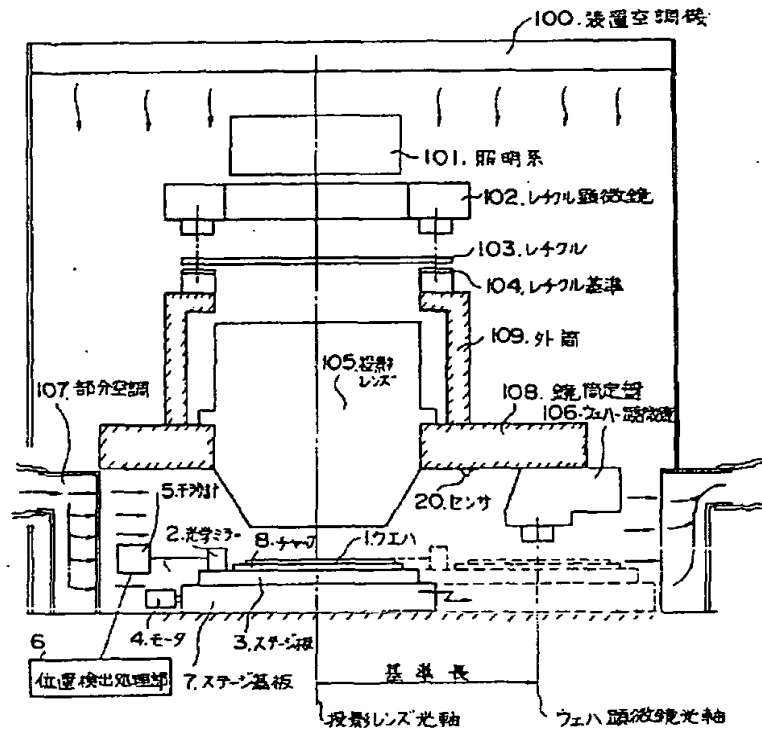 100. 装置空調機
101. 照明系
102. レチクル顕微鏡
103. レチクル
104. レチクル基準
109. 外筒
105. 投影
レンズ
107. 部分空調
108. 鏡筒定盤
106. ウェハー顕微鏡
5. 干渉計
20. センサ
2. 光学ミラー
8. チャック
1. ウエハ
4. モータ
3. ステージ板
6
位置検出処理部
7. ステージ基板
基準長
投影レンズ光軸
ウェハ顕微鏡光軸